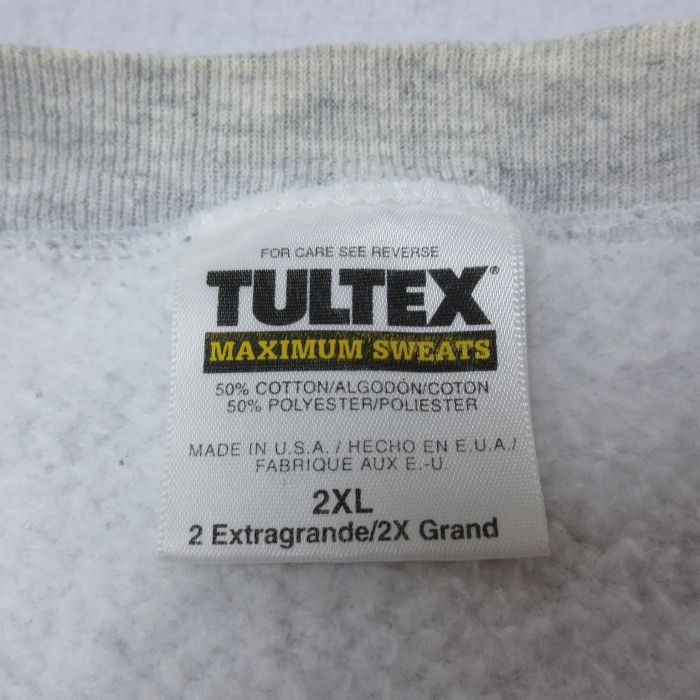 FOR CARE SEE REVERSE
TULTEX®
MAXIMUM SWEATS
50% COTTON/ALGODÓN/COTON
50% POLYESTER/POLIESTER
MADE IN U.S.A. / HECHO EN E.U.A./
FABRIQUE AUX E.-U.
2XL
2 Extragrande/2X Grand